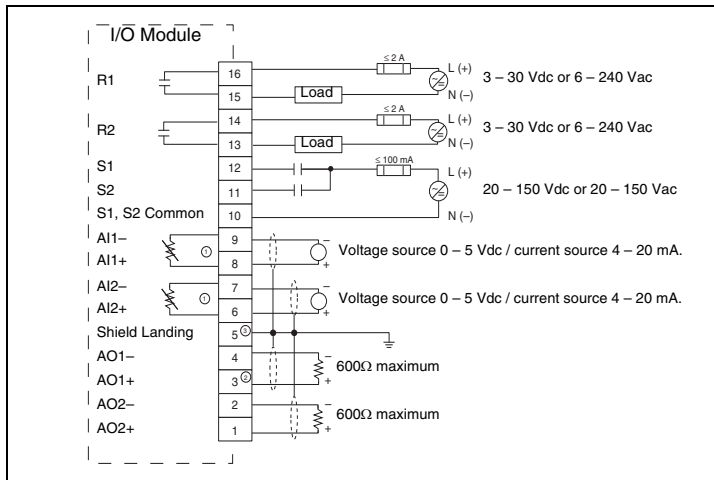 I/O Module
R1
16
≤ 2 A
L (+)
3 – 30 Vdc or 6 – 240 Vac
15
Load
N (–)
R2
14
≤ 2 A
L (+)
3 – 30 Vdc or 6 – 240 Vac
13
Load
N (–)
S1
12
≤ 100 mA
L (+)
S2
11
20 – 150 Vdc or 20 – 150 Vac
S1, S2 Common
10
N (–)
AI1–
①
9
–
Voltage source 0 – 5 Vdc / current source 4 – 20 mA.
AI1+
8
+
AI2–
①
7
–
Voltage source 0 – 5 Vdc / current source 4 – 20 mA.
AI2+
6
+
Shield Landing
5 ③
AO1–
4
–
600Ω maximum
AO1+
3 ②
+
AO2–
2
–
600Ω maximum
AO2+
1
+